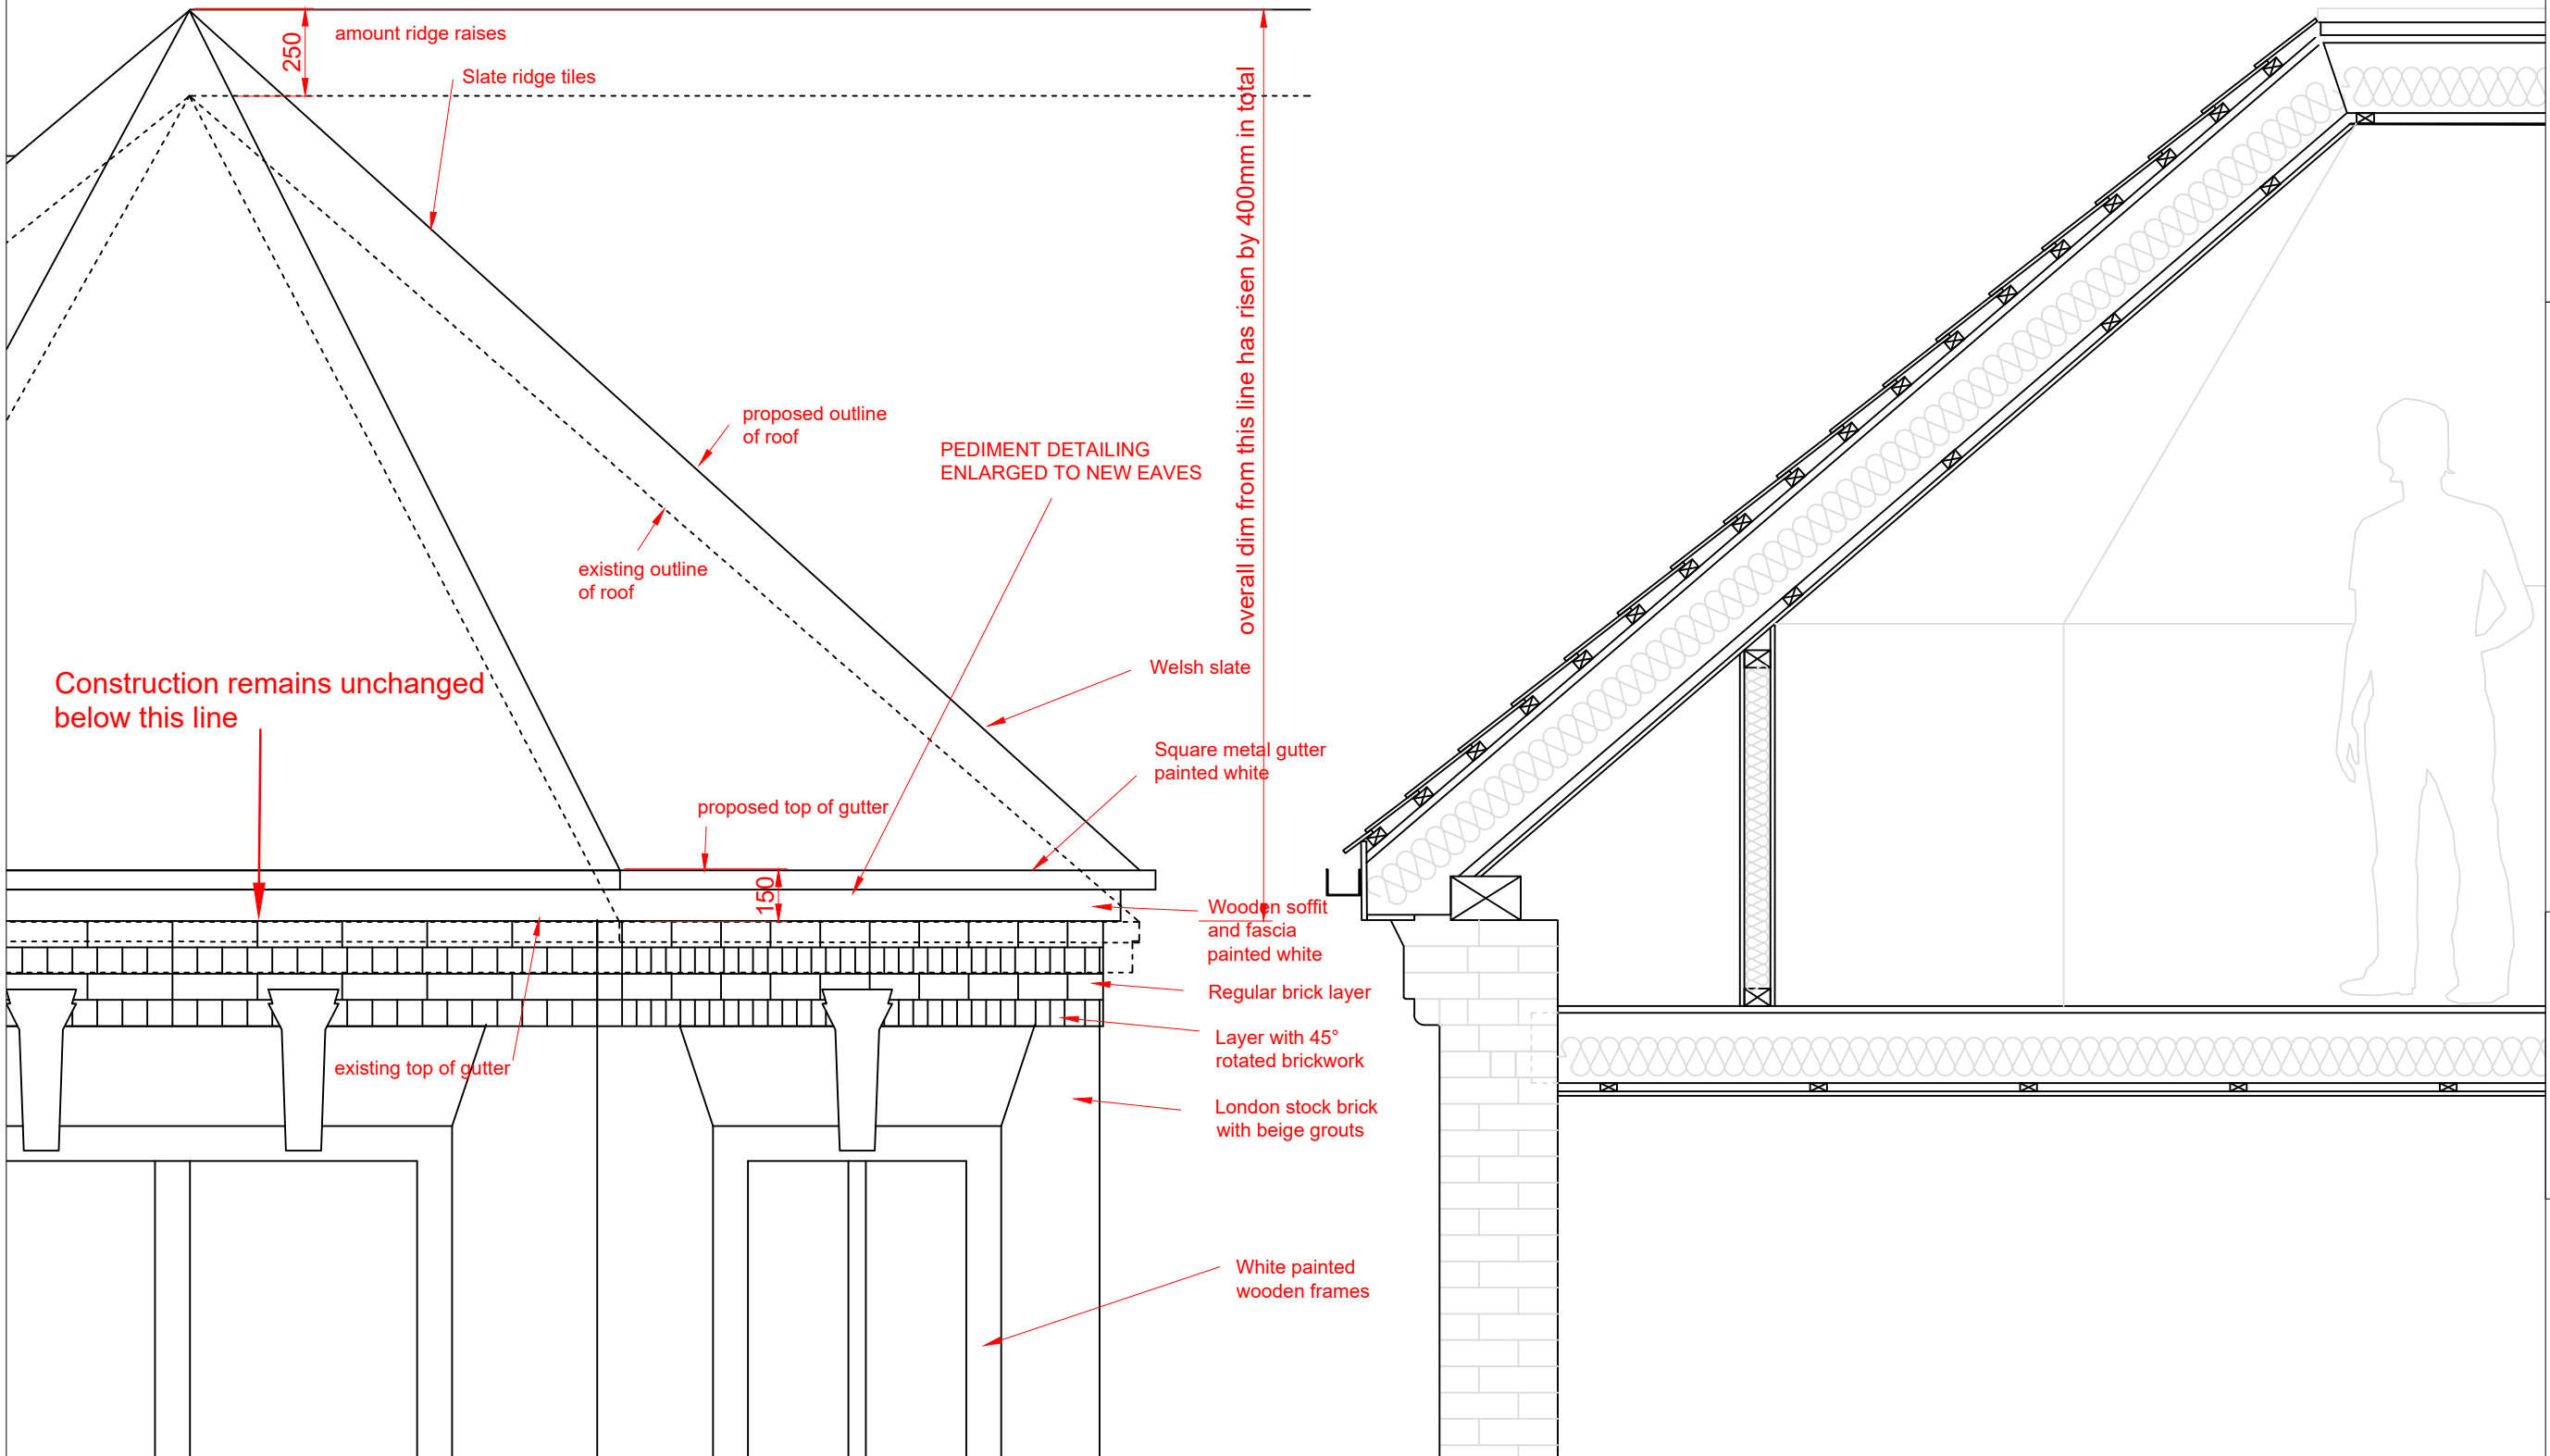 250
amount ridge raises
Slate ridge tiles
overall dim from this line has risen by 400mm in total
proposed outline
of roof
PEDIMENT DETAILING
ENLARGED TO NEW EAVES
existing outline
of roof
Construction remains unchanged
below this line
Welsh slate
Square metal gutter
painted white
proposed top of gutter
150
Wooden soffit
and fascia
painted white
Regular brick layer
Layer with 45°
rotated brickwork
existing top of gutter
London stock brick
with beige grouts
White painted
wooden frames